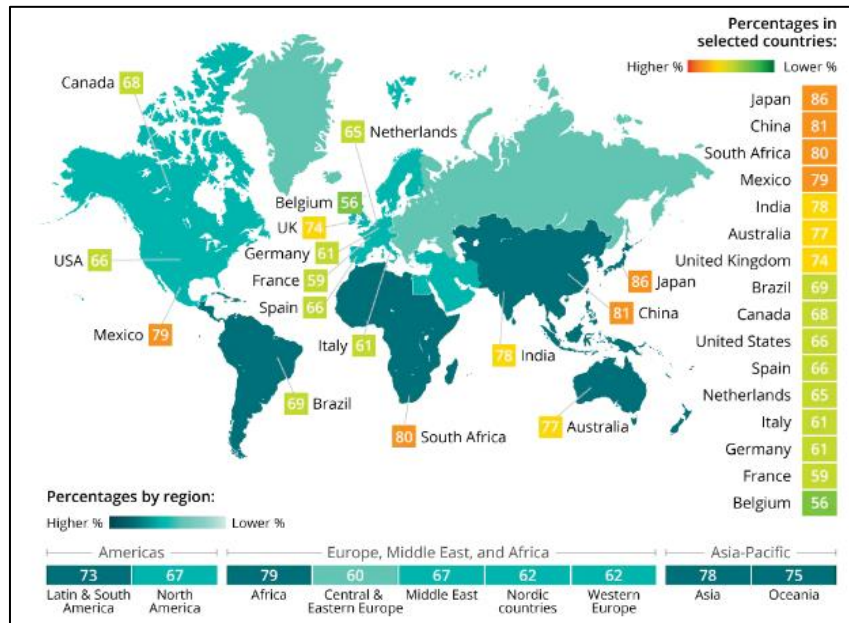 Percentages in
selected countries:
Higher %
Lower %
Canada 68
65 Netherlands
Belgium 56
UK 74
Germany 61
France 59
USA 66
Spain 66
Mexico 79
Italy 61
69 Brazil
80 South Africa
78 India
86 Japan
81 China
77 Australia
Japan 86
China 81
South Africa 80
Mexico 79
India 78
Australia 77
United Kingdom 74
Brazil 69
Canada 68
United States 66
Spain 66
Netherlands 65
Italy 61
Germany 61
France 59
Belgium 56
Percentages by region:
Higher %
Lower %
Americas
73
Latin & South
America
67
North
America
Europe, Middle East, and Africa
79
Africa
60
Central &
Eastern Europe
67
Middle East
62
Nordic
countries
62
Western
Europe
Asia-Pacific
78
Asia
75
Oceania